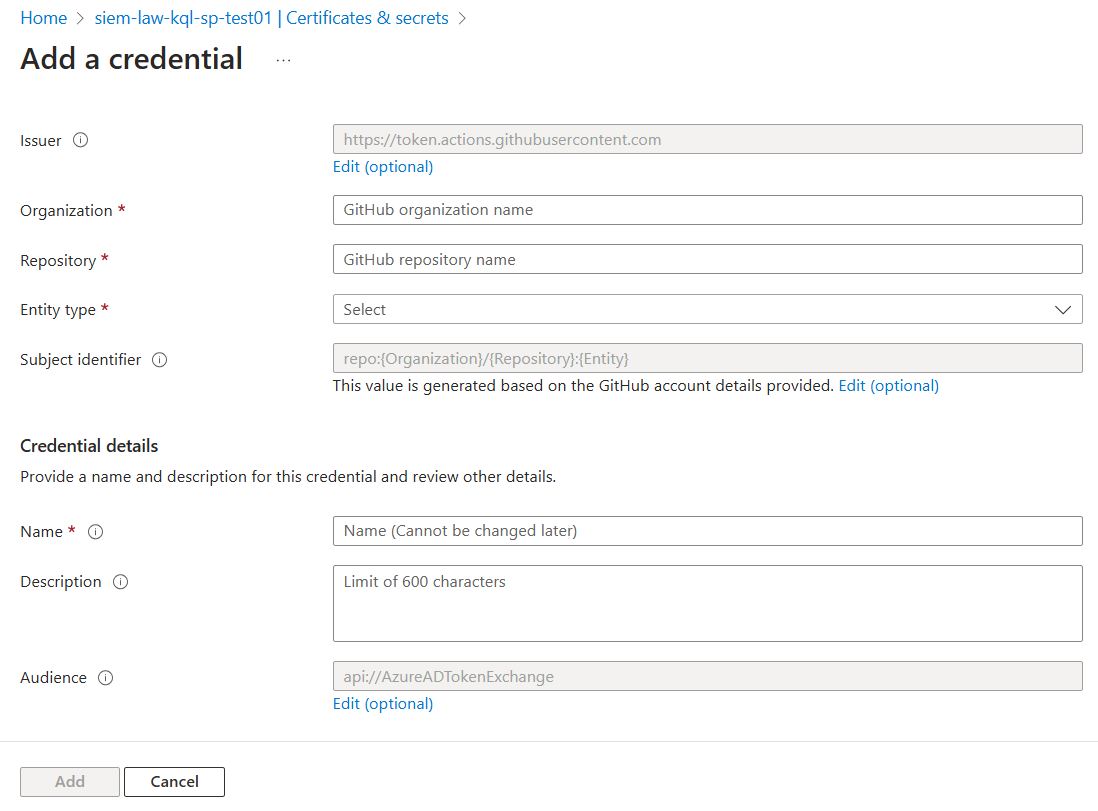 Home > siem-law-kql-sp-test01 | Certificates & secrets >
Add a credential ...
Issuer
https://token.actions.githubusercontent.com
Edit (optional)
Organization *
GitHub organization name
Repository *
GitHub repository name
Entity type *
Select
Subject identifier
repo:{Organization}/{Repository}:{Entity}
This value is generated based on the GitHub account details provided. Edit (optional)
Credential details
Provide a name and description for this credential and review other details.
Name *
Name (Cannot be changed later)
Description
Limit of 600 characters
Audience
api://AzureADTokenExchange
Edit (optional)
Add
Cancel